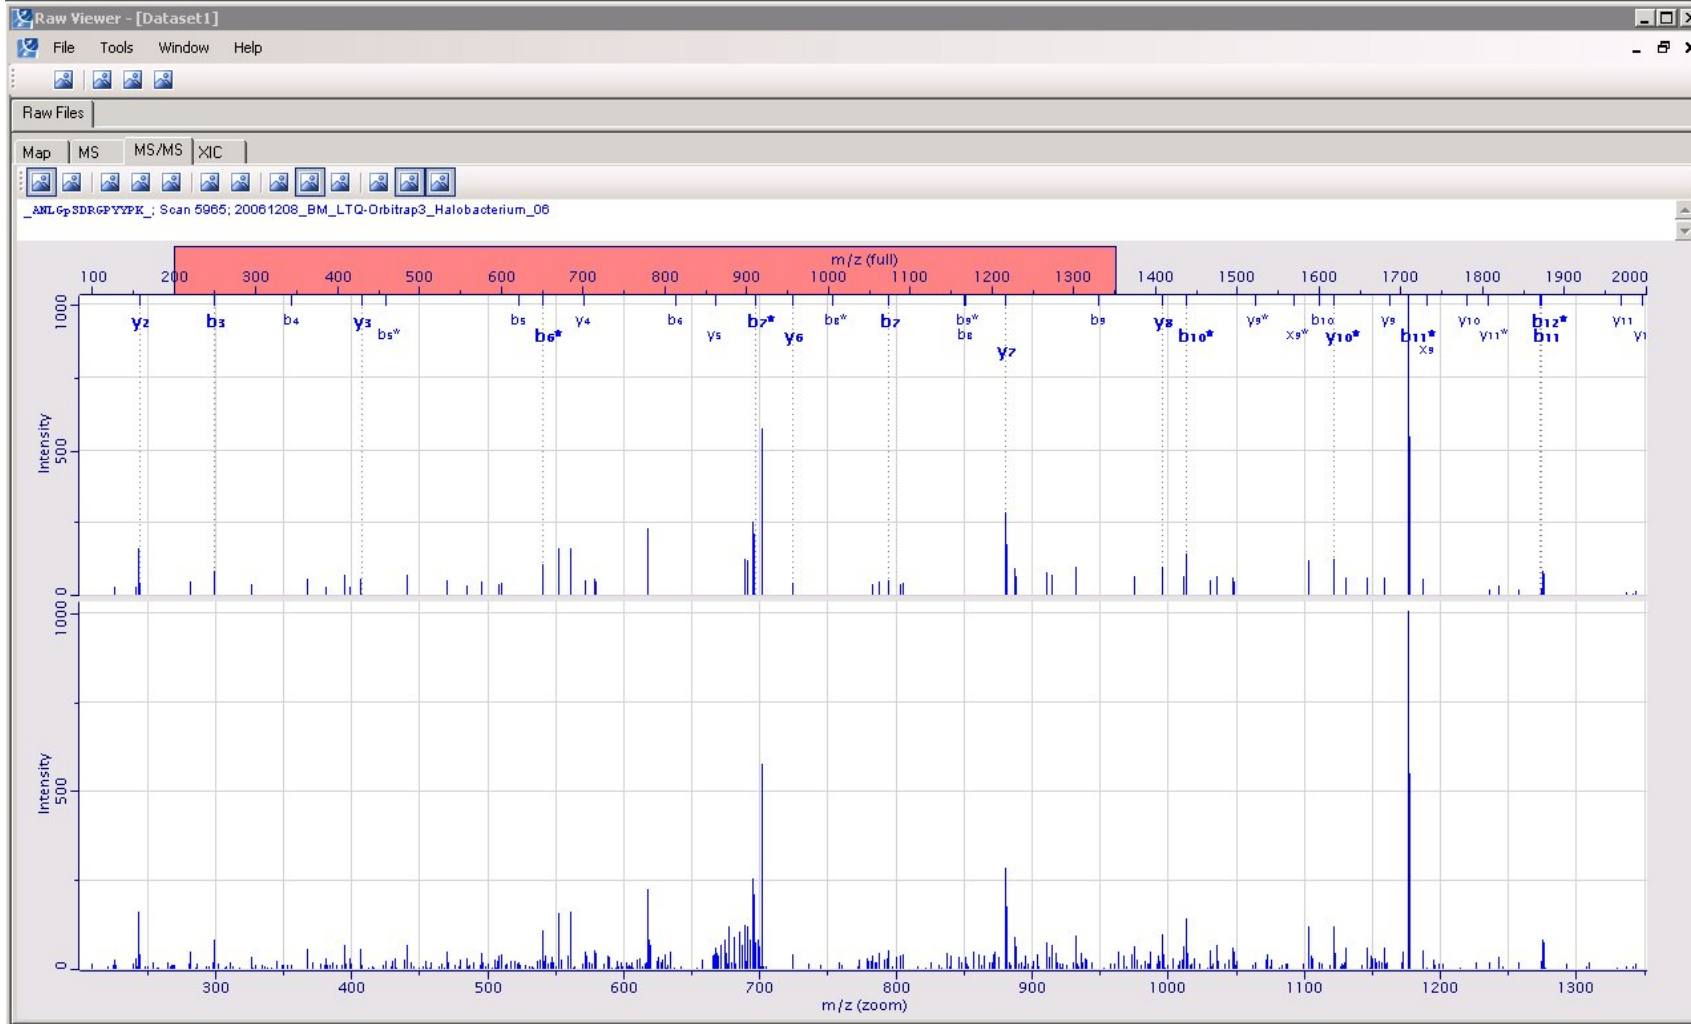 Raw Viewer - [Dataset1]
File Tools Window Help
Raw Files
Map MS MS/MS XIC
_ANLGpSDRGPYYPK_; Scan 5965; 20061208_BM_LTQ-Orbitrap3_Halobacterium_06
m/z (full)
100 200 300 400 500 600 700 800 900 1000 1100 1200 1300 1400 1500 1600 1700 1800 1900 2000
y2 b3 b4 y3 b5 y4 b6 b7* b8* b7 b9* b9 y8 y9* b10 y9 b11* y10 b12* y11
b5* b6* y5 y6 b8 b10* x9* y10* y11* b11
y7 x9
Intensity
1000
500
0
Intensity
1000
500
0
300 400 500 600 700 800 900 1000 1100 1200 1300
m/z (zoom)